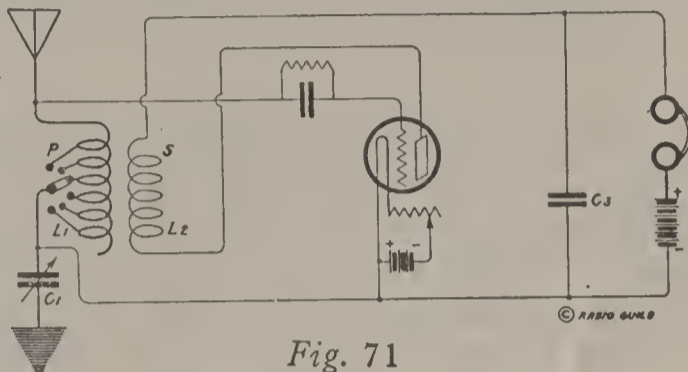 P
S
L1
L2
C1
C3
+
-
+
-
© RADIO GUILD
Fig. 71